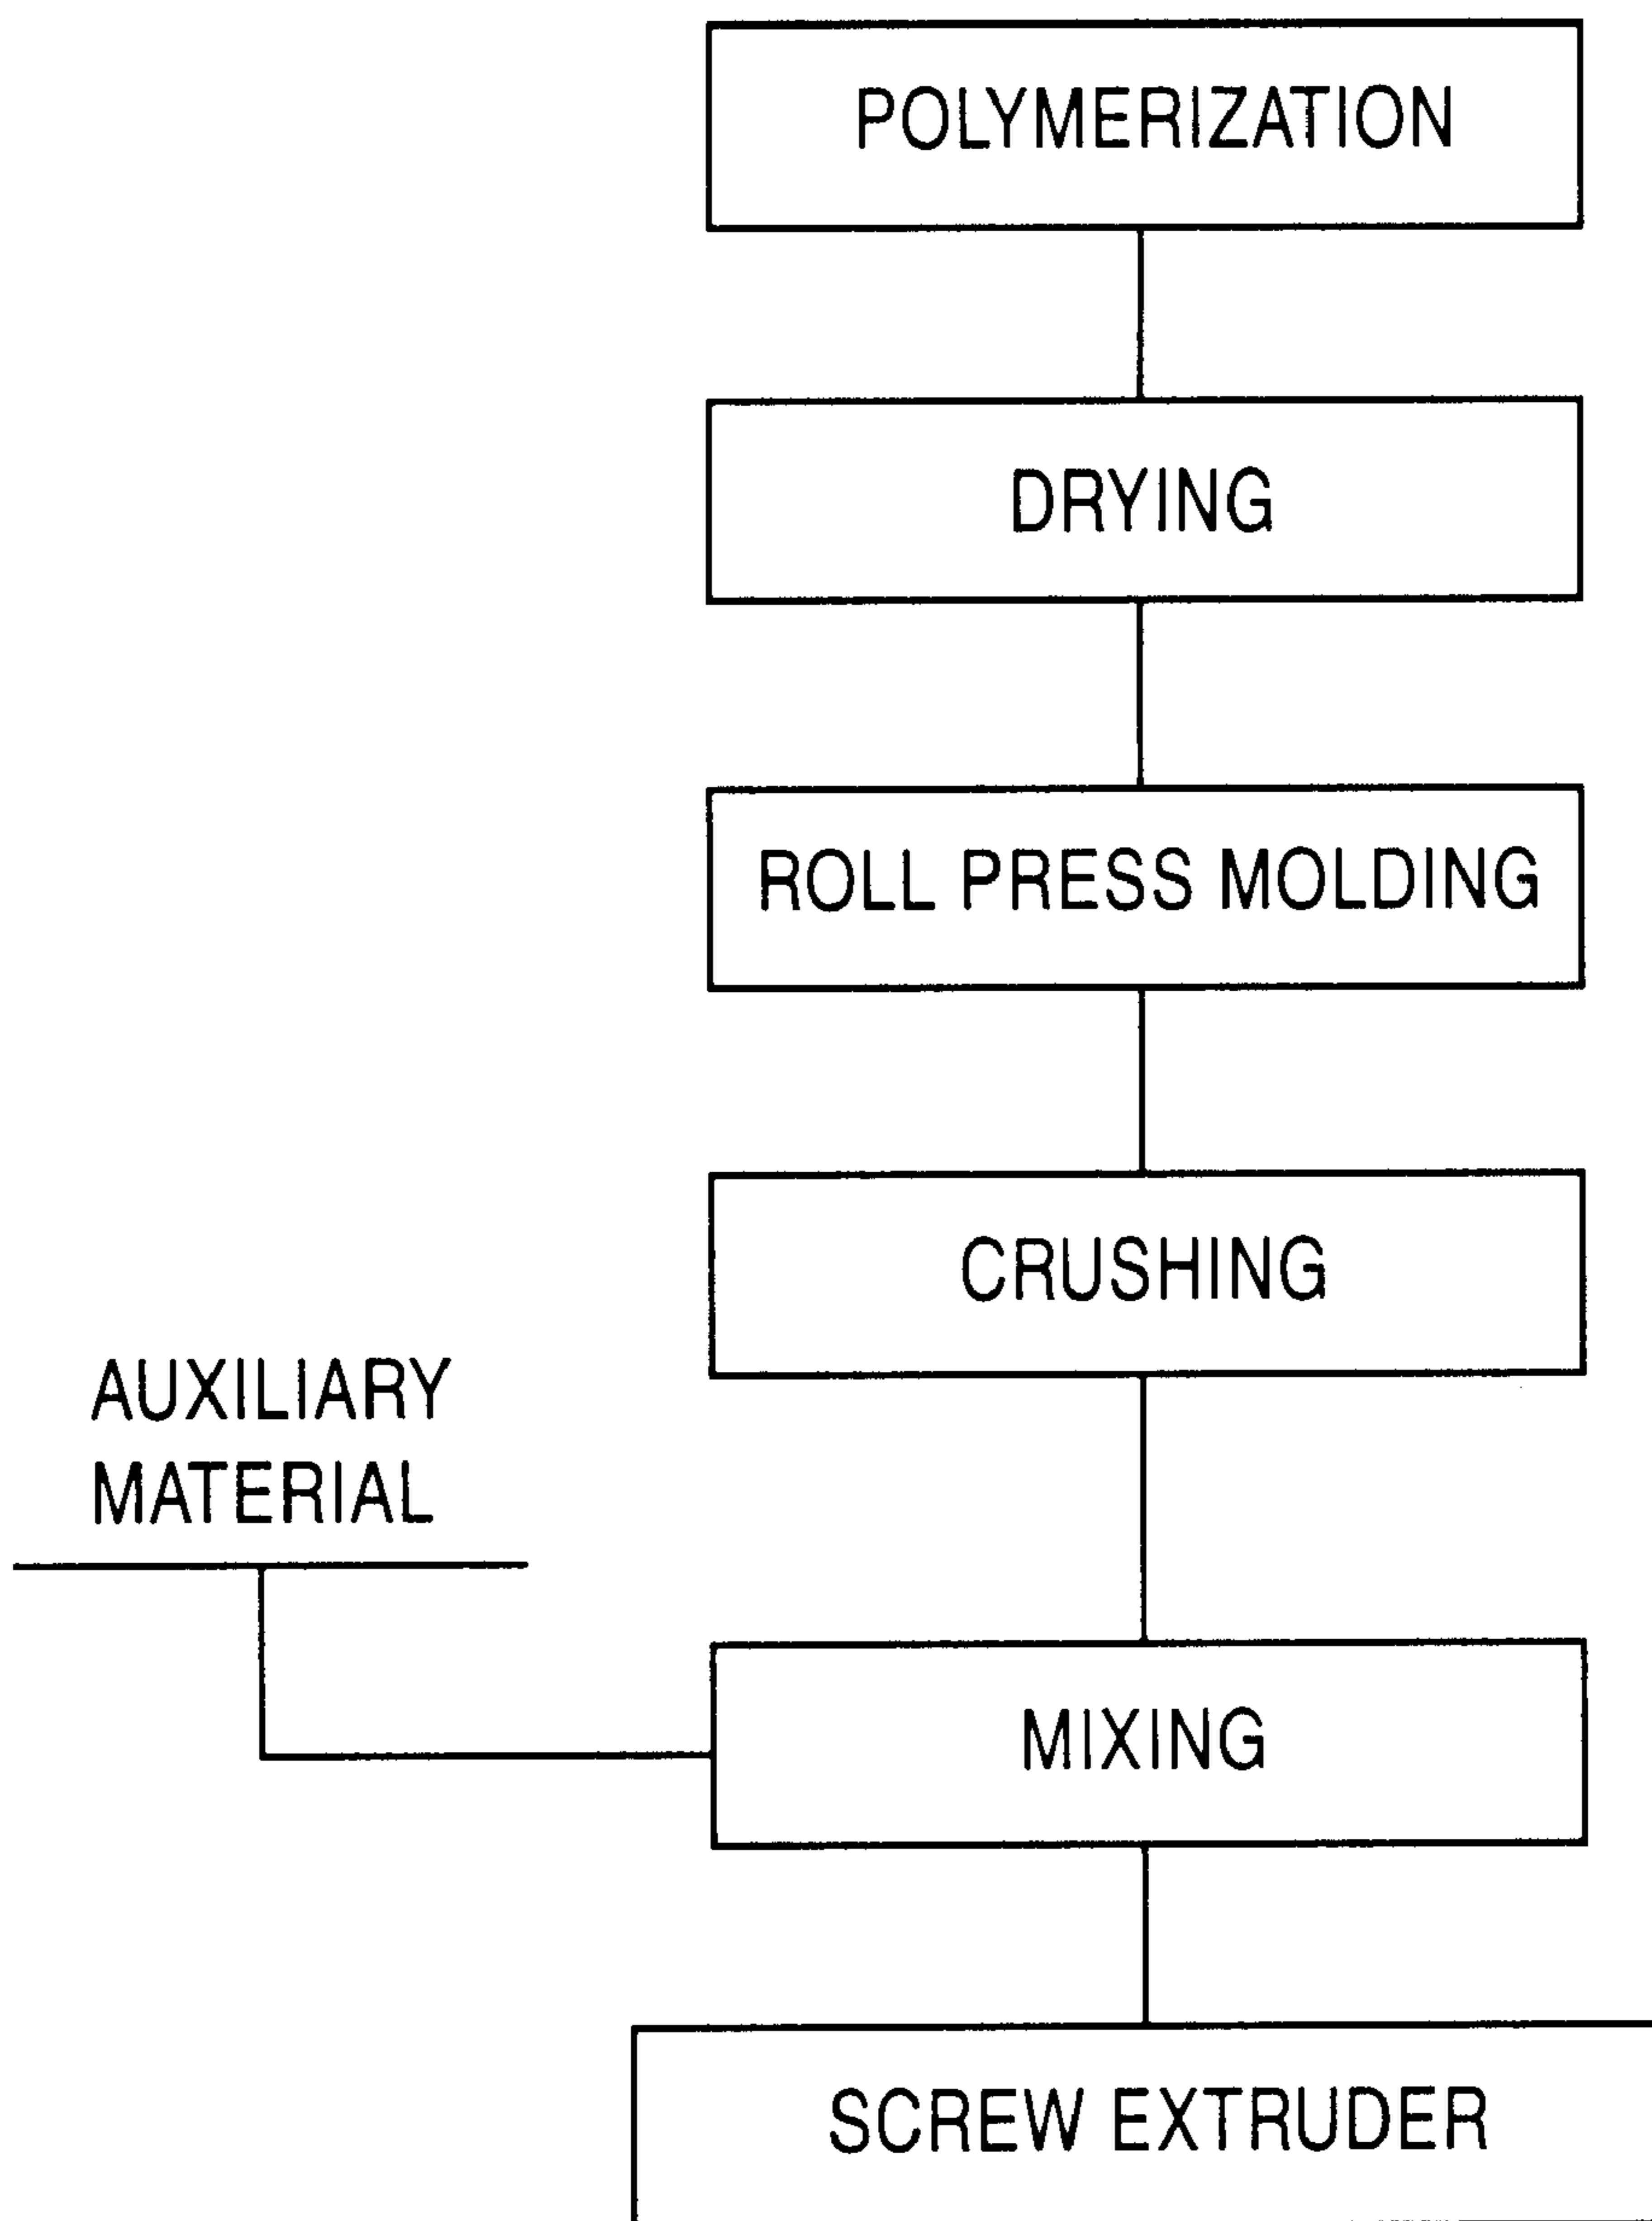 POLYMERIZATION
DRYING
ROLL PRESS MOLDING
CRUSHING
AUXILIARY
MATERIAL
MIXING
SCREW EXTRUDER